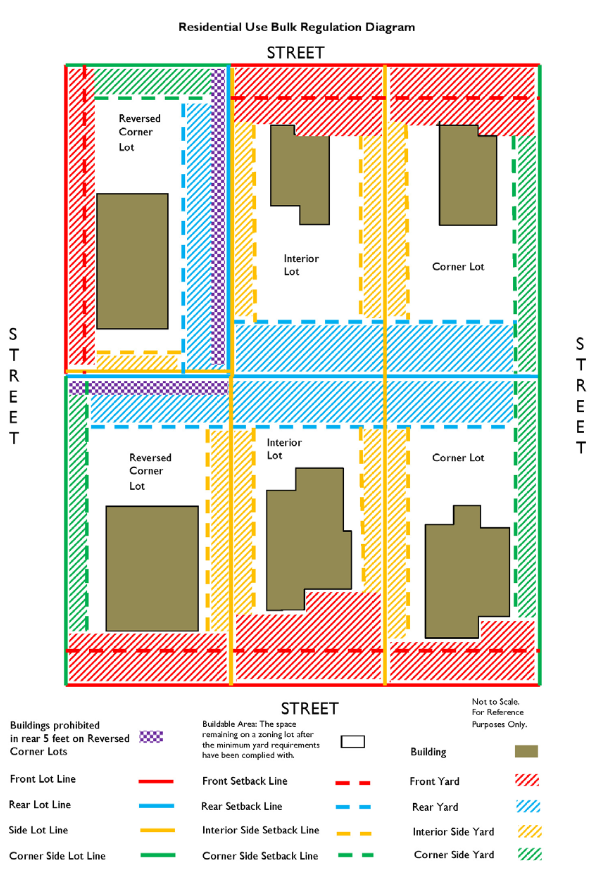 Residential Use Bulk Regulation Diagram
STREET
Reversed
Corner
Lot
Interior
Lot
Corner Lot
STREET
STREET
Reversed
Corner
Lot
Interior
Lot
Corner Lot
STREET
Not to Scale.
For Reference
Purposes Only.
Buildings prohibited
in rear 5 feet on Reversed
Corner Lots
Buildable Area: The space
remaining on a zoning lot after
the minimum yard requirements
have been complied with.
Building
Front Lot Line
Front Setback Line
Front Yard
Rear Lot Line
Rear Setback Line
Rear Yard
Side Lot Line
Interior Side Setback Line
Interior Side Yard
Corner Side Lot Line
Corner Side Setback Line
Corner Side Yard